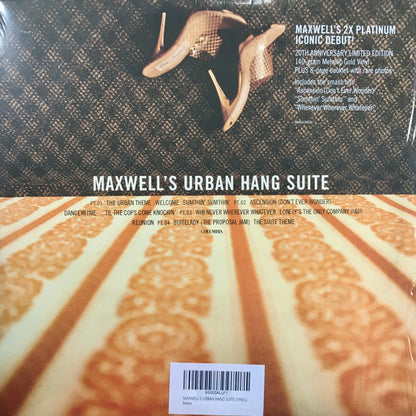 MAXWELL'S 2X PLATINUM
ICONIC DEBUT!
20TH ANNIVERSARY LIMITED EDITION
140 gram Metallic Gold Vinyl
PLUS 8-page booklet with rare photos
Includes the smash hits
"Ascension (Don't Ever Wonder)"
"Sumthin' Sumthin'" and
"Whenever Wherever Whatever"
MAXWELL'S URBAN HANG SUITE
PT:01 THE URBAN THEME WELCOME SUMTHIN' SUMTHIN' PT:02 ASCENSION (DON'T EVER WONDER)
DANCEWITME ...TIL THE COPS COME KNOCKIN' PT:03 WHENEVER WHEREVER WHATEVER LONELY'S THE ONLY COMPANY (I&II)
REUNION PT:04 SUITELADY (THE PROPOSAL JAM) THE SUITE THEME
COLUMBIA
MAXWELL'S URBAN HANG SUITE [VINYL]